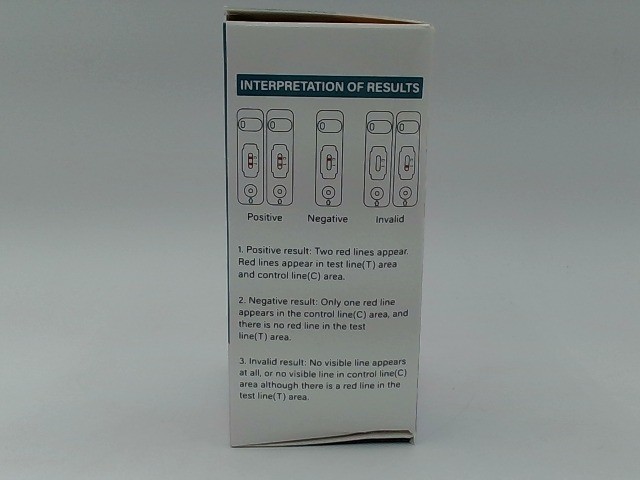 INTERPRETATION OF RESULTS
Positive Negative Invalid
1. Positive result: Two red lines appear.
Red lines appear in test line(T) area
and control line(C) area.
2. Negative result: Only one red line
appears in the control line(C) area, and
there is no red line in the test
line(T) area.
3. Invalid result: No visible line appears
at all, or no visible line in control line(C)
area although there is a red line in the
test line(T) area.